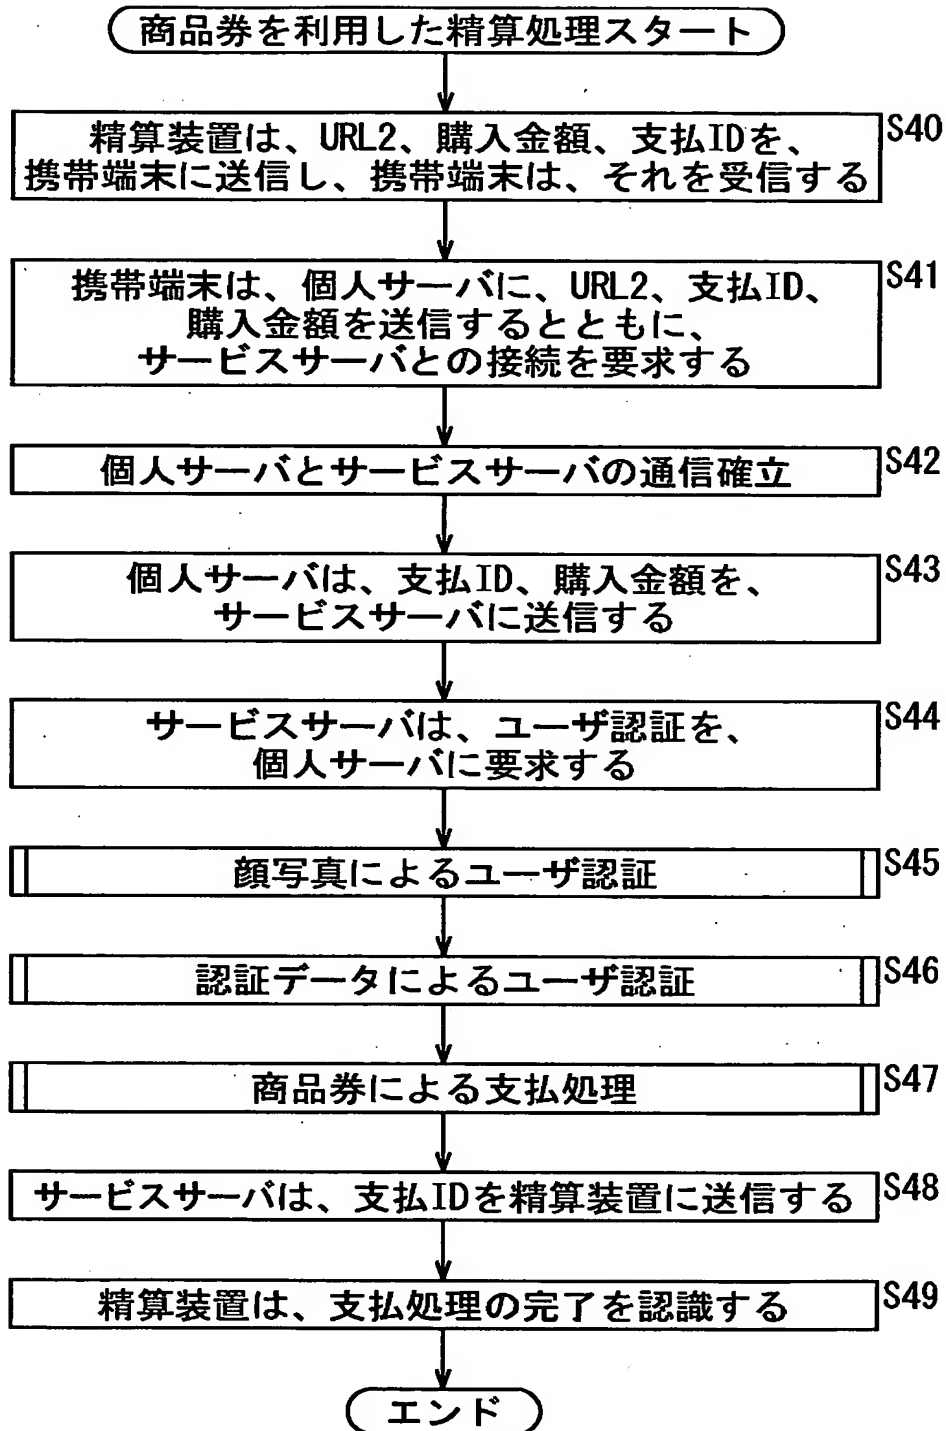 商品券を利用した精算処理スタート
精算装置は、URL2、購入金額、支払IDを、
携帯端末に送信し、携帯端末は、それを受信する
S40
携帯端末は、個人サーバに、URL2、支払ID、
購入金額を送信するとともに、
サービスサーバとの接続を要求する
S41
個人サーバとサービスサーバの通信確立
S42
個人サーバは、支払ID、購入金額を、
サービスサーバに送信する
S43
サービスサーバは、ユーザ認証を、
個人サーバに要求する
S44
顔写真によるユーザ認証
S45
認証データによるユーザ認証
S46
商品券による支払処理
S47
サービスサーバは、支払IDを精算装置に送信する
S48
精算装置は、支払処理の完了を認識する
S49
エンド